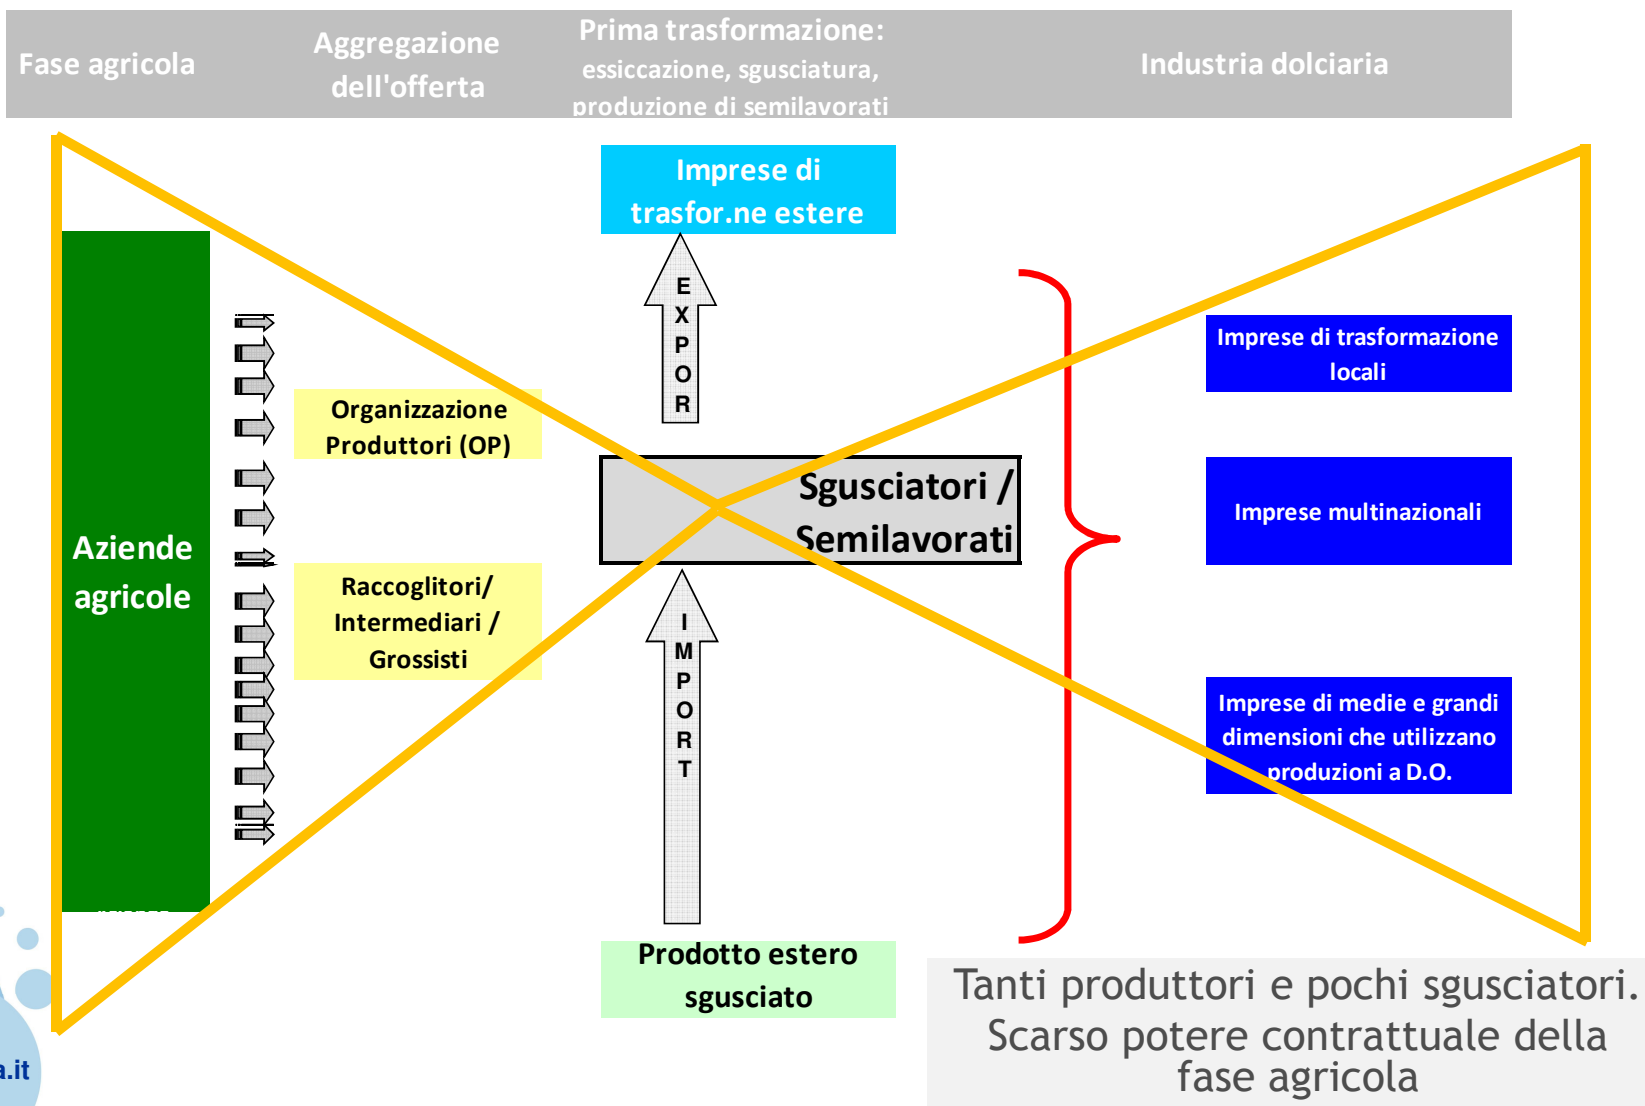 Fase agricola
Aggregazione
dell'offerta
Prima trasformazione:
essiccazione, sgusciatura,
produzione di semilavorati
Industria dolciaria
Imprese di
trasfor.ne estere
E
X
P
O
R
Imprese di trasformazione
locali
Organizzazione
Produttori (OP)
Sgusciatori /
Semilavorati
Imprese multinazionali
Aziende
agricole
Raccoglitori/
Intermediari /
Grossisti
I
M
P
O
R
T
Imprese di medie e grandi
dimensioni che utilizzano
produzioni a D.O.
Prodotto estero
sgusciato
Tanti produttori e pochi sgusciatori.
Scarso potere contrattuale della
fase agricola
a.it